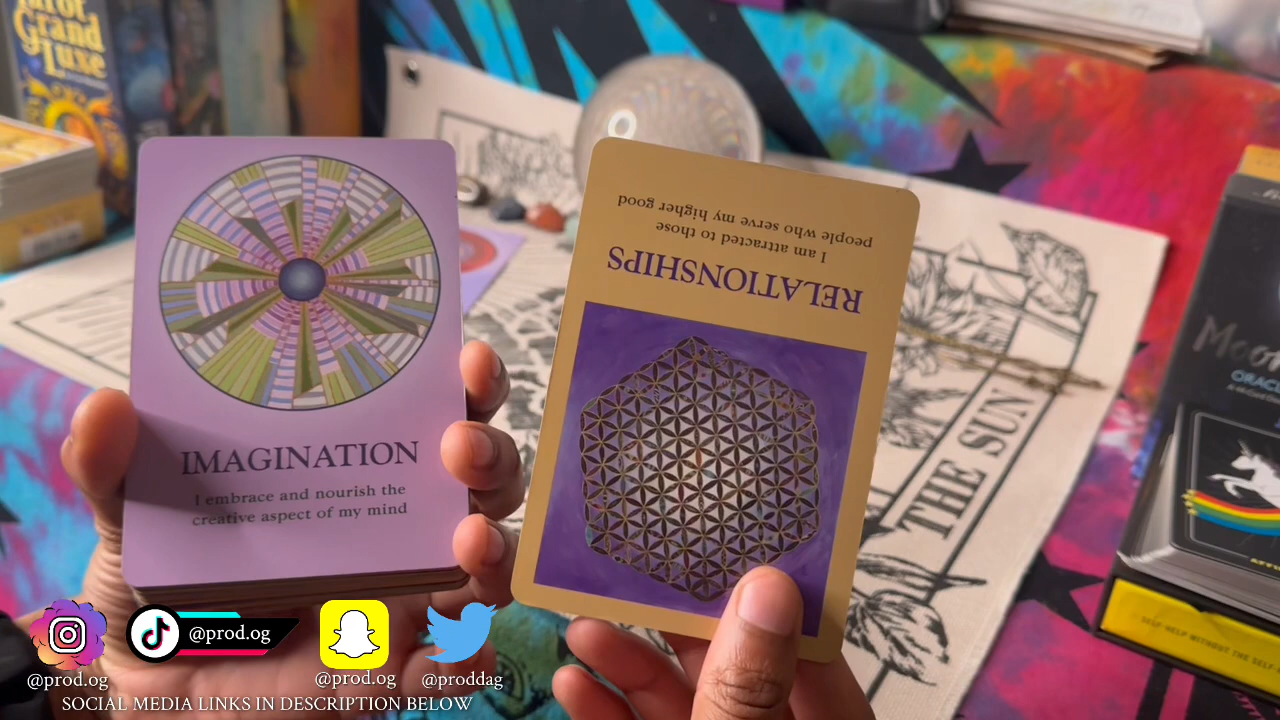 Tarot
Grand
Luxe
IMAGINATION
I embrace and nourish the
creative aspect of my mind
RELATIONSHIPS
I am attracted to those
people who serve my higher good
THE SUN
ORAC
SELF-HELP WITHOUT THE SELF-
@prod.og
@prod.og
@prod.og
@proddag
SOCIAL MEDIA LINKS IN DESCRIPTION BELOW